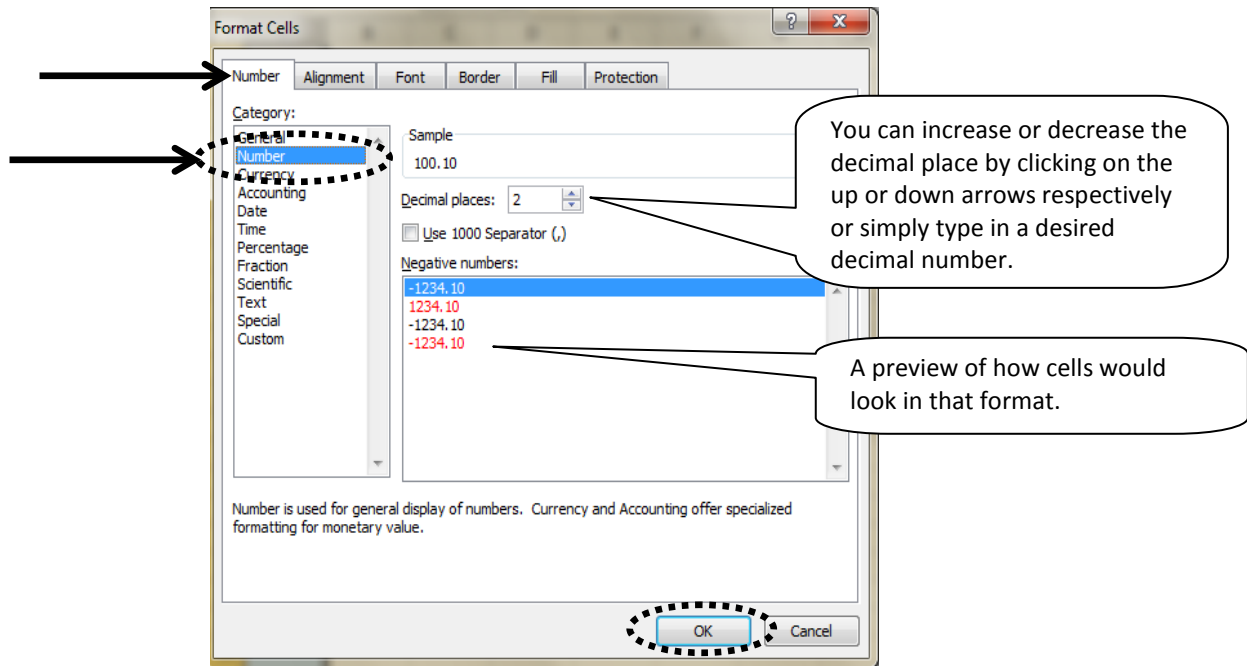 Format Cells
Number Alignment Font Border Fill Protection
Category:
General
Number
Currency
Accounting
Date
Time
Percentage
Fraction
Scientific
Text
Special
Custom
Sample
100.10
Decimal places: 2
Use 1000 Separator (,)
Negative numbers:
-1234.10
1234.10
-1234.10
-1234.10
You can increase or decrease the
decimal place by clicking on the
up or down arrows respectively
or simply type in a desired
decimal number.
A preview of how cells would
look in that format.
Number is used for general display of numbers. Currency and Accounting offer specialized
formatting for monetary value.
OK Cancel